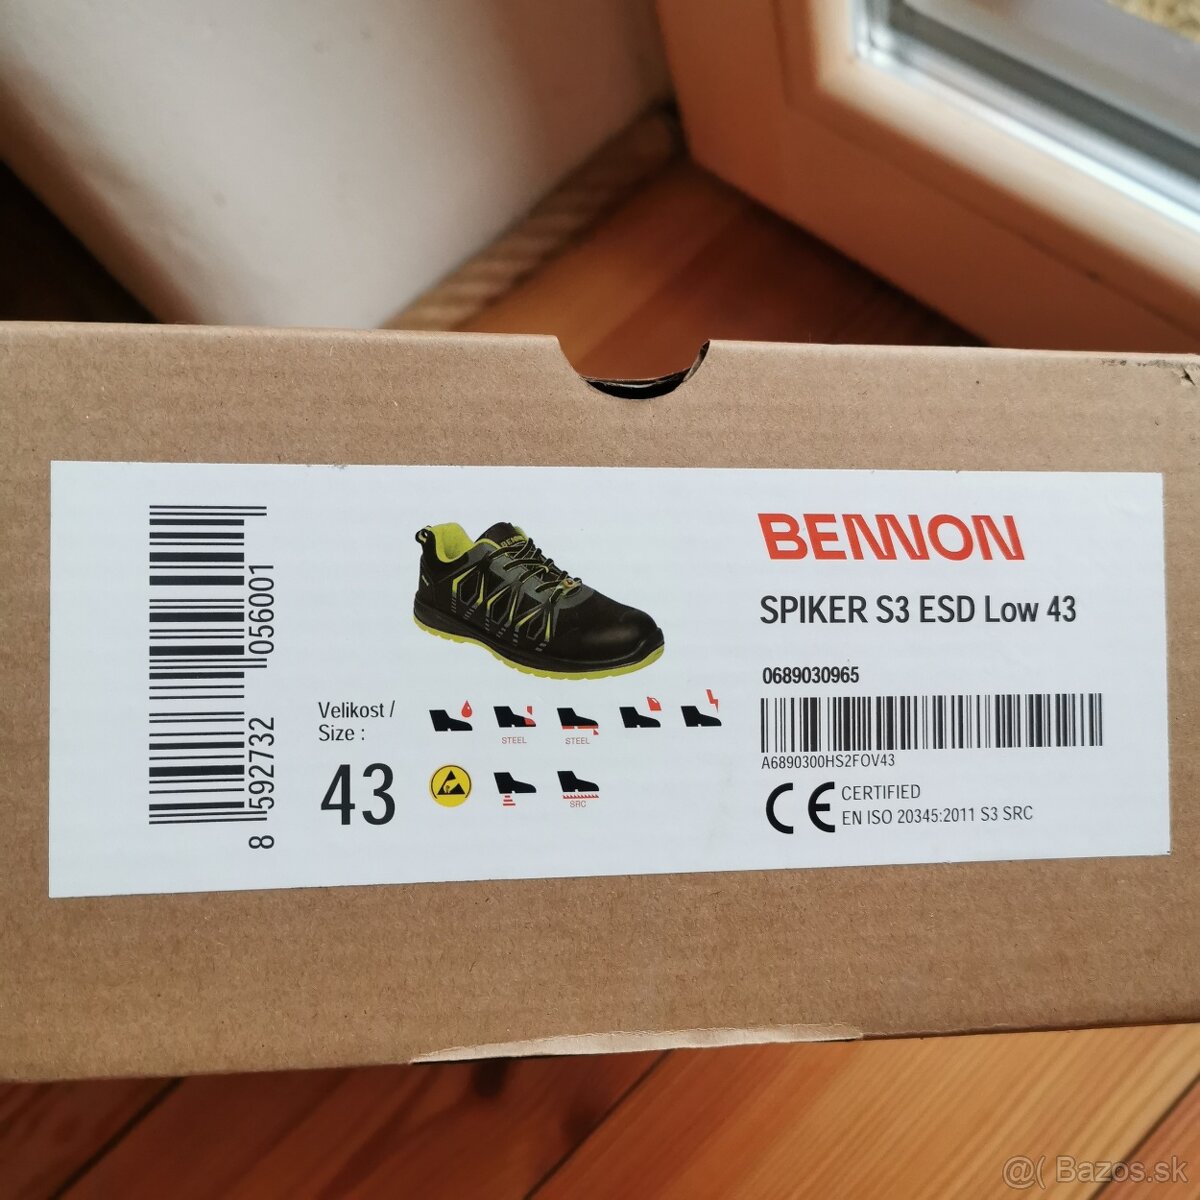 8 592732 056001
BENNON
Velikost /
Size :
43
STEEL
STEEL
SRC
BENNON
SPIKER S3 ESD Low 43
0689030965
A6890300HS2FOV43
CE CERTIFIED
EN ISO 20345:2011 S3 SRC
@( Bazos.sk